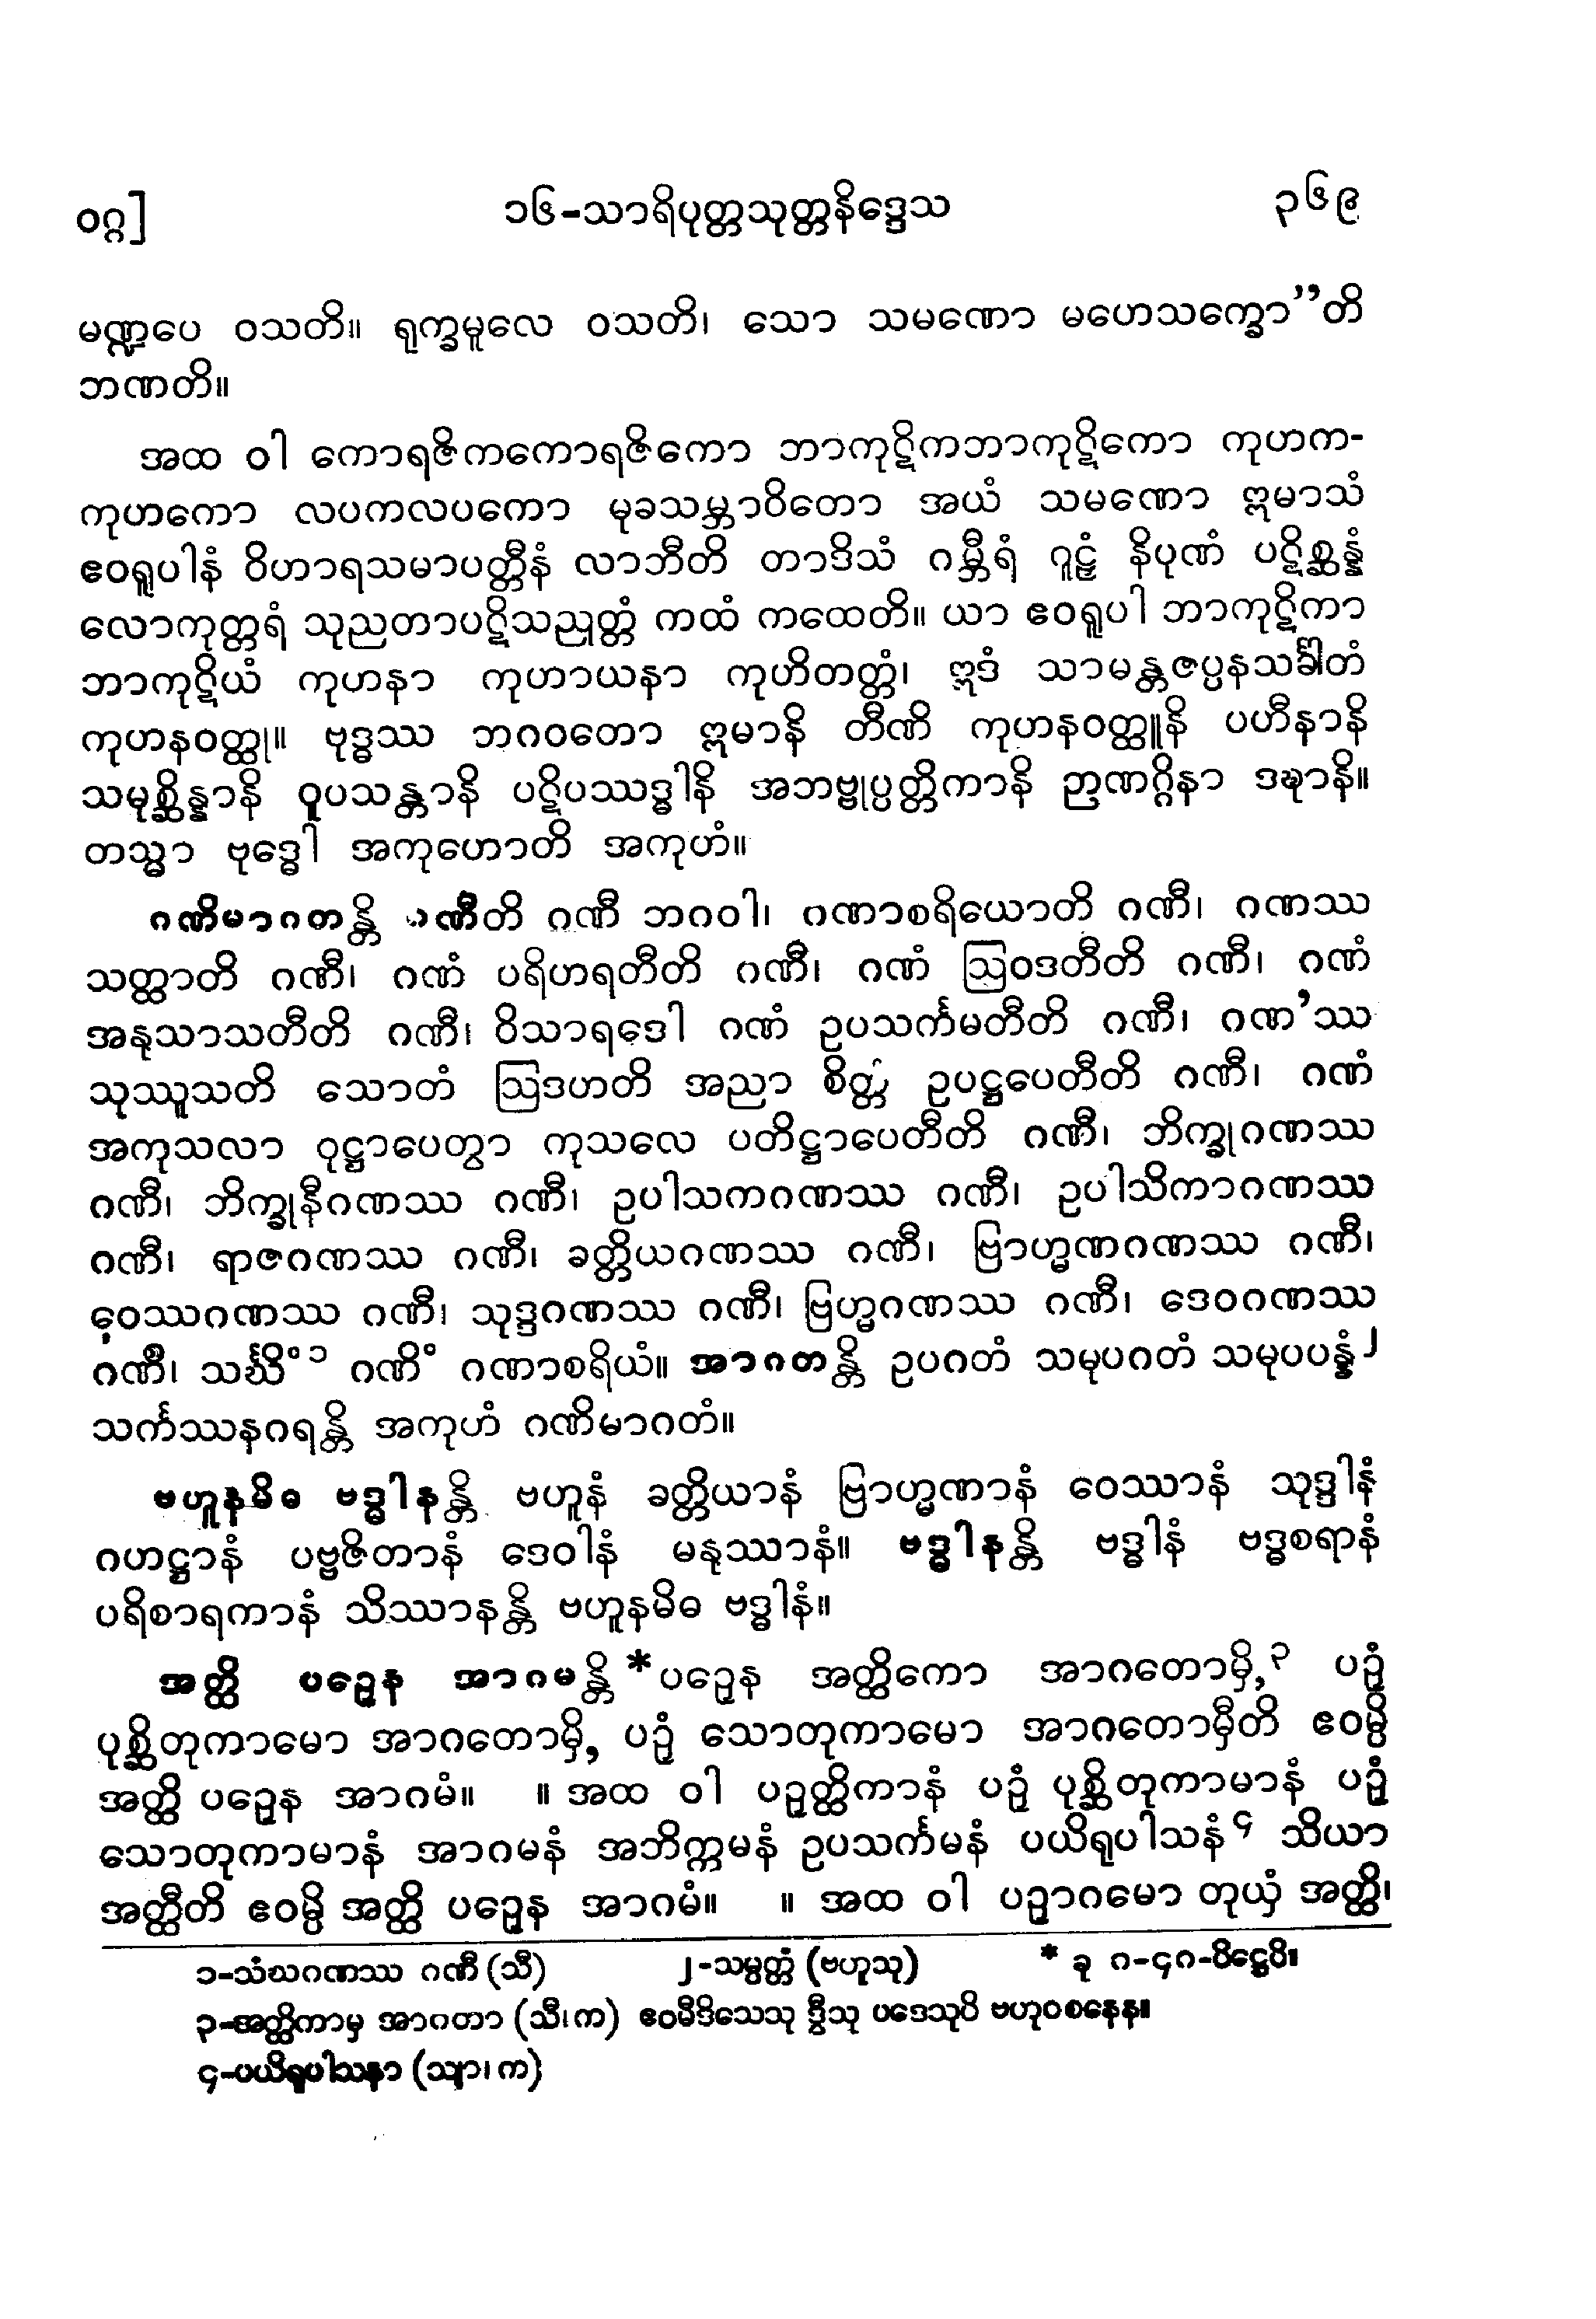 ဝဂ္ဂ] ၁၆-သာရိပုတ္တသုတ္တနိဒ္ဒေသ ၃၆၉
မဏ္ဍပေ ဝသတိ။ ရုက္ခမူလေ ဝသတိ၊ သော သမဏော မဟေသက္ခော”တိ
ဘဏတိ။
အထ ဝါ ကောရဇိကကောရဇိကော ဘာကုဋိကဘာကုဋိကော ကုဟက-
ကုဟကော လပကလပကော မုခသမ္ဘာဝိတော အယံ သမဏော ဣမာသံ
ဧဝရူပါနံ ဝိဟာရသမာပတ္တီနံ လာဘီတိ တာဒိသံ ဂမ္ဘီရံ ဂူဠှံ နိပုဏံ ပဋိစ္ဆန္နံ
လောကုတ္တရံ သုညတာပဋိသညုတ္တံ ကထံ ကထေတိ။ ယာ ဧဝရူပါ ဘာကုဋိကာ
ဘာကုဋိယံ ကုဟနာ ကုဟာယနာ ကုဟိတတ္တံ၊ ဣဒံ သာမန္တဇပ္ပနသင်္ခါတံ
ကုဟနဝတ္ထု။ ဗုဒ္ဓဿ ဘဂဝတော ဣမာနိ တီဏိ ကုဟနဝတ္ထူနိ ပဟီနာနိ
သမုစ္ဆိန္နာနိ ဝူပသန္တာနိ ပဋိပဿဒ္ဓါနိ အဘဗ္ဗုပ္ပတ္တိကာနိ ဉာဏဂ္ဂိနာ ဒဍ္ဎာနိ။
တသ္မာ ဗုဒ္ဓေါ အကုဟောတိ အကုဟံ။
ဂဏိမာဂတန္တိ ဂဏီတိ ဂဏီ ဘဂဝါ၊ ဂဏာစရိယောတိ ဂဏီ၊ ဂဏဿ
သတ္ထာတိ ဂဏီ၊ ဂဏံ ပရိဟရတီတိ ဂဏီ၊ ဂဏံ ဩဝဒတီတိ ဂဏီ၊ ဂဏံ
အနုသာသတီတိ ဂဏီ၊ ဝိသာရဒေါ ဂဏံ ဥပသင်္ကမတီတိ ဂဏီ၊ ဂဏ’ဿ
သုဿူသတိ သောတံ ဩဒဟတိ အညာ စိတ္တံ ဥပဋ္ဌပေတီတိ ဂဏီ၊ ဂဏံ
အကုသလာ ဝုဋ္ဌာပေတွာ ကုသလေ ပတိဋ္ဌာပေတီတိ ဂဏီ၊ ဘိက္ခုဂဏဿ
ဂဏီ၊ ဘိက္ခုနီဂဏဿ ဂဏီ၊ ဥပါသကဂဏဿ ဂဏီ၊ ဥပါသိကာဂဏဿ
ဂဏီ၊ ရာဇဂဏဿ ဂဏီ၊ ခတ္တိယဂဏဿ ဂဏီ၊ ဗြာဟ္မဏဂဏဿ ဂဏီ၊
ဝေဿဂဏဿ ဂဏီ၊ သုဒ္ဒဂဏဿ ဂဏီ၊ ဗြဟ္မဂဏဿ ဂဏီ၊ ဒေဝဂဏဿ
ဂဏီ၊ သင်္ဃိံ၁ ဂဏိံ ဂဏာစရိယံ။ အာဂတန္တိ ဥပဂတံ သမုပဂတံ သမုပပန္နံ၂
သင်္ကဿနဂရန္တိ အကုဟံ ဂဏိမာဂတံ။
ဗဟူနမိဓ ဗဒ္ဓါနန္တိ ဗဟူနံ ခတ္တိယာနံ ဗြာဟ္မဏာနံ ဝေဿာနံ သုဒ္ဒါနံ
ဂဟဋ္ဌာနံ ပဗ္ဗဇိတာနံ ဒေဝါနံ မနုဿာနံ။ ဗဒ္ဓါနန္တိ ဗဒ္ဓါနံ ဗဒ္ဓစရာနံ
ပရိစာရကာနံ သိဿာနန္တိ ဗဟူနမိဓ ဗဒ္ဓါနံ။
အတ္ထိ ပဉှေန အာဂမန္တိ *ပဉှေန အတ္ထိကော အာဂတောမှိ,၃ ပဉှံ
ပုစ္ဆိတုကာမော အာဂတောမှိ, ပဉှံ သောတုကာမော အာဂတောမှီတိ ဧဝမ္ပိ
အတ္ထိ ပဉှေန အာဂမံ။ ။ အထ ဝါ ပဉှတ္ထိကာနံ ပဉှံ ပုစ္ဆိတုကာမာနံ ပဉှံ
သောတုကာမာနံ အာဂမနံ အဘိက္ကမနံ ဥပသင်္ကမနံ ပယိရုပါသနံ၄ သိယာ
အတ္ထီတိ ဧဝမ္ပိ အတ္ထိ ပဉှေန အာဂမံ။ ။ အထ ဝါ ပဉှာဂမော တုယှံ အတ္ထိ၊
၁-သံဃဂဏဿ ဂဏီ (သီ) ၂-သမ္ပတ္တံ (ဗဟူသု) * ခု ဂ-၄ဂ-ပိဋ္ဌေပိ။
၃-အတ္ထိကာမှ အာဂတာ (သီ၊က) ဧဝမီဒိသေသု ဒွီသု ပဒေသုပိ ဗဟုဝစနေန။
၄-ပယိရူပါသနာ (သျာ၊ က)